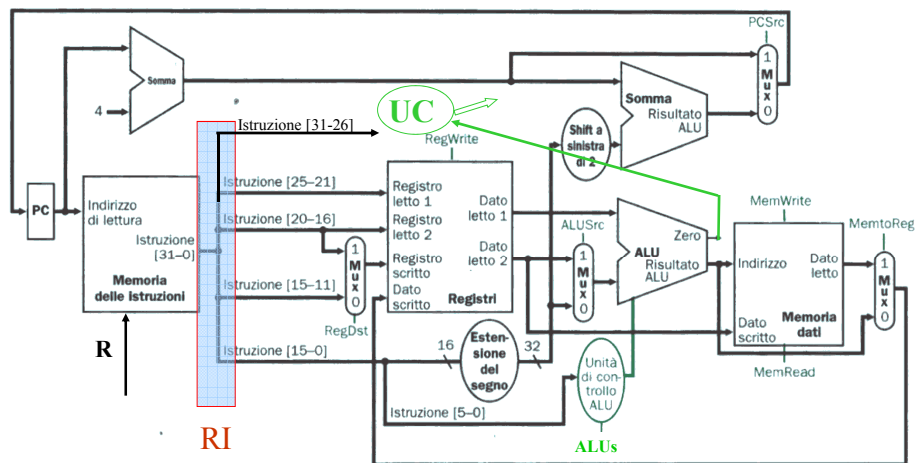 PCSrc
1
Mux
0
Somma
4
Somma
Risultato
ALU
UC
Istruzione [31-26]
RegWrite
Shift a
sinistra
di 2
PC
Indirizzo
di lettura
Istruzione
[31–0]
Memoria
delle istruzioni
R
RI
Istruzione [25–21]
Istruzione [20–16]
Istruzione [15–11]
Istruzione [15–0]
Istruzione [5–0]
1
Mux
0
RegDst
Registro
letto 1
Registro
letto 2
Registro
scritto
Dato
scritto
Dato
letto 1
Dato
letto 2
Registri
16
Esten-
sione
del
segno
32
ALUSrc
1
Mux
0
Zero
ALU
Risultato
ALU
Unità
di con-
trollo
ALU
ALUs
MemWrite
Indirizzo
Dato
letto
Dato
scritto
Memoria
dati
MemRead
MemtoReg
1
Mux
0